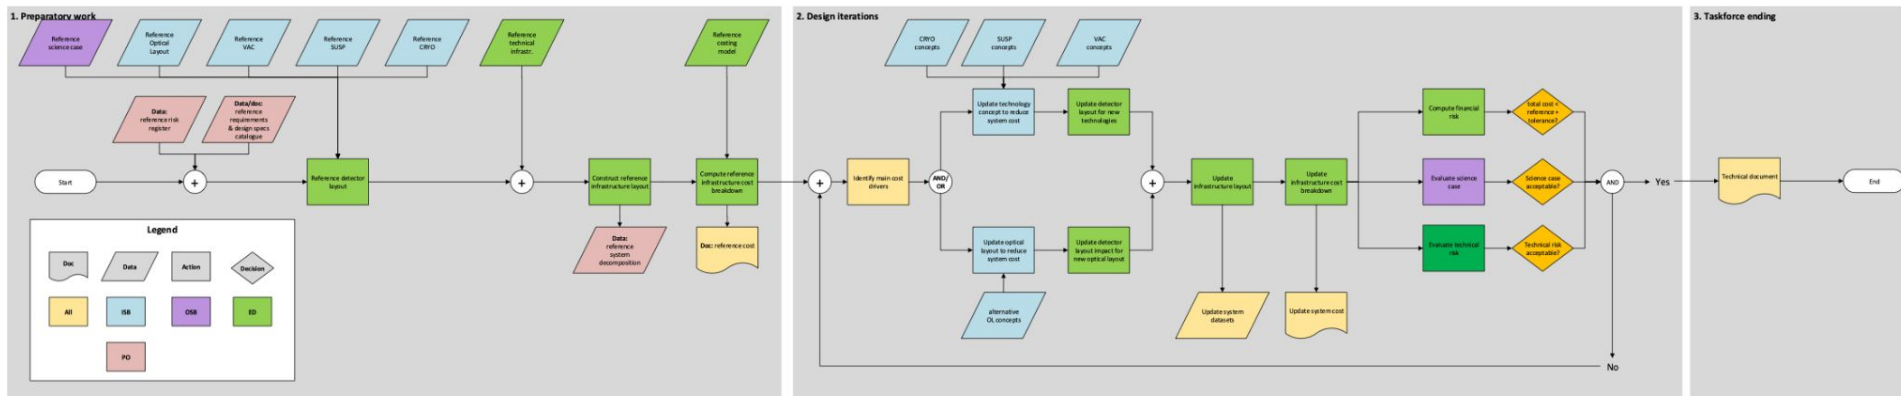 1. Preparatory work
Reference
science case
Reference
Optical
Layout
Reference
VAC
Reference
SUSP
Reference
CRYO
Reference
technical
infrastr.
Reference
costing
model
Data:
reference risk
register
Data/doc:
reference
requirements
& design specs
catalogue
Start
+
Reference detector
layout
+
Construct reference
infrastructure layout
Compute reference
infrastructure cost
breakdown
Data:
reference
system
decomposition
Doc: reference cost
Legend
Doc
Data
Action
Decision
All
ISB
OSB
ED
PO
2. Design iterations
CRYO
concepts
SUSP
concepts
VAC
concepts
Update technology
concept to reduce
system cost
Update detector
layout for new
technologies
+
Identify main cost
drivers
AND/
OR
Update optical
layout to reduce
system cost
Update detector
layout impact for
new optical layout
alternative
OL concepts
+
Update
infrastructure layout
Update
infrastructure cost
breakdown
Update system
datasets
Update system cost
Compute financial
risk
total cost <
reference +
tolerance?
Evaluate science
case
Science case
acceptable?
Evaluate technical
risk
Technical risk
acceptable?
AND
Yes
No
3. Taskforce ending
Technical document
End